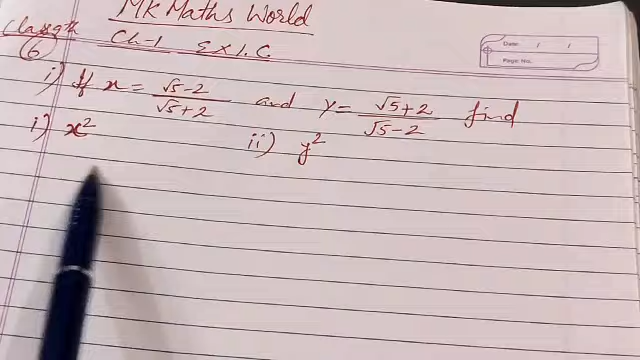 MK Maths World
Class 9th
Ch-1 EX 1.C
Date: / /
Page No.
6
i) If x = √5-2/√5+2 and y = √5+2/√5-2 find
i) x² ii) y²